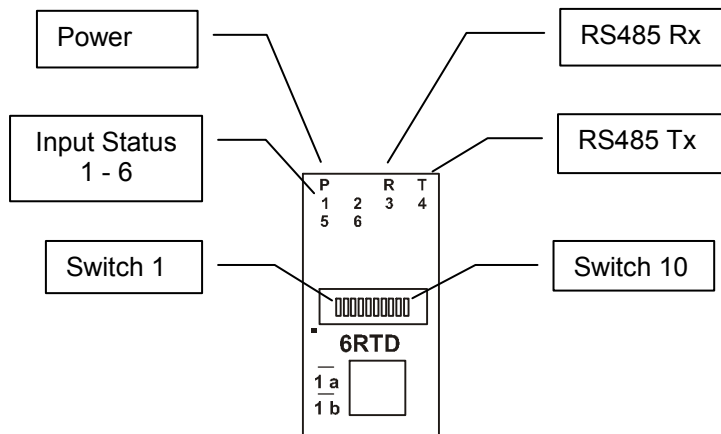 Power
RS485 Rx
Input Status
1 - 6
RS485 Tx
P R T
1 2 3 4
5 6
Switch 1
Switch 10
6RTD
1 a
1 b